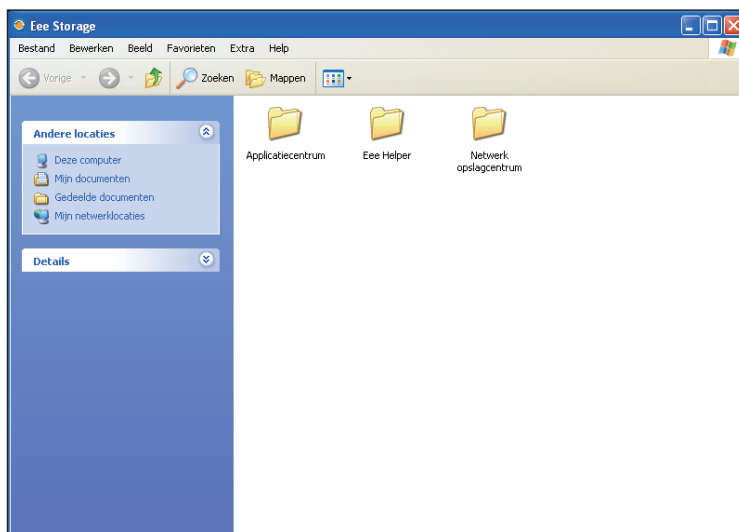 Eee Storage
Bestand Bewerken Beeld Favorieten Extra Help
Vorige Zoeken Mappen
Andere locaties
Deze computer
Mijn documenten
Gedeelde documenten
Mijn netwerklocaties
Details
Applicatiecentrum
Eee Helper
Netwerk
opslagcentrum